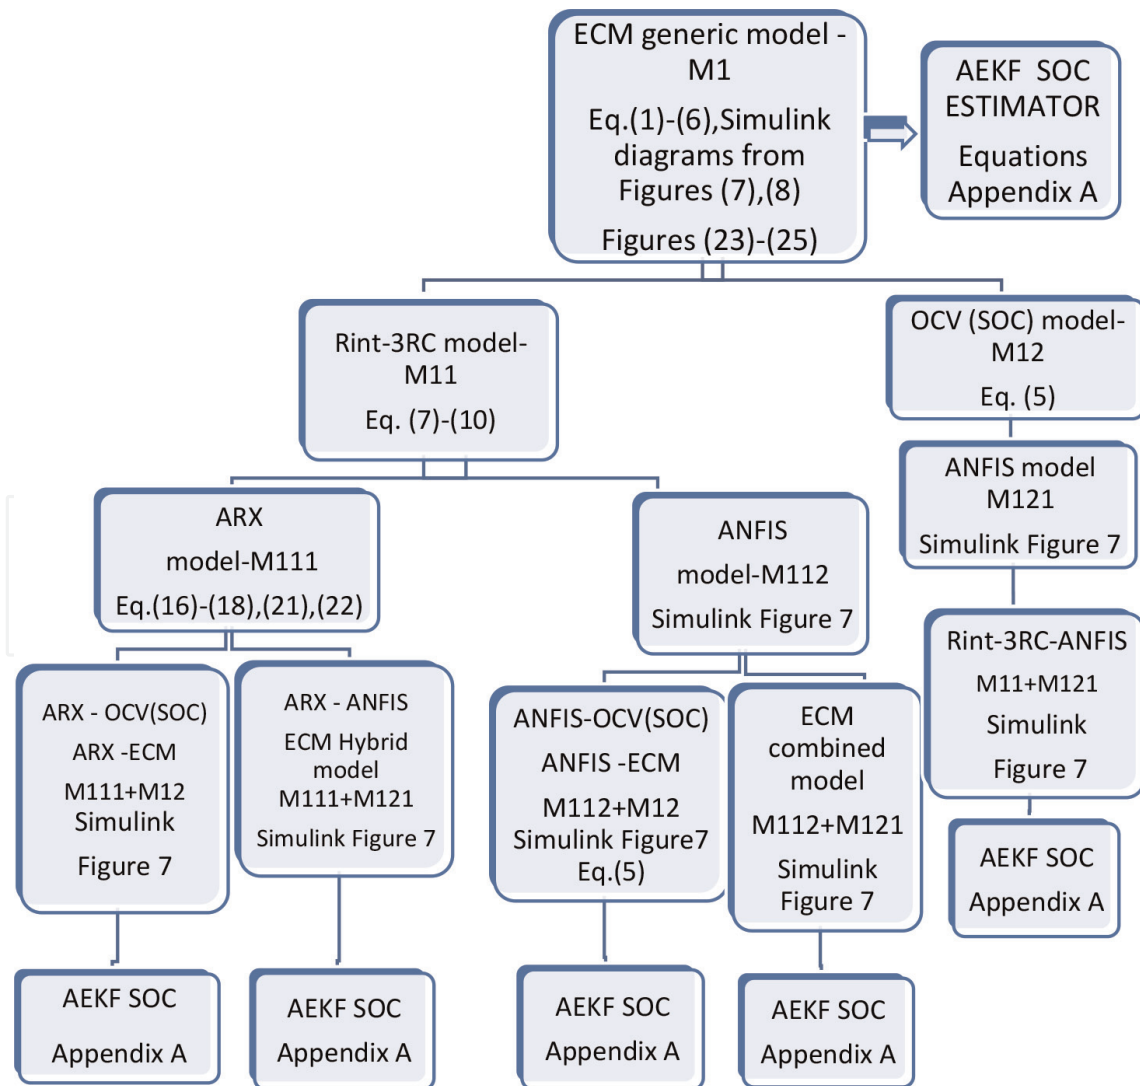 ECM generic model -
M1
Eq.(1)-(6),Simulink
diagrams from
Figures (7),(8)
Figures (23)-(25)
AEKF SOC
ESTIMATOR
Equations
Appendix A
Rint-3RC model-
M11
Eq. (7)-(10)
OCV (SOC) model-
M12
Eq. (5)
ARX
model-M111
Eq.(16)-(18),(21),(22)
ANFIS
model-M112
Simulink Figure 7
ANFIS model
M121
Simulink Figure 7
ARX - OCV(SOC)
ARX -ECM
M111+M12
Simulink
Figure 7
ARX - ANFIS
ECM Hybrid
model
M111+M121
Simulink Figure 7
ANFIS-OCV(SOC)
ANFIS -ECM
M112+M12
Simulink Figure7
Eq.(5)
ECM
combined
model
M112+M121
Simulink
Figure 7
Rint-3RC-ANFIS
M11+M121
Simulink
Figure 7
AEKF SOC
Appendix A
AEKF SOC
Appendix A
AEKF SOC
Appendix A
AEKF SOC
Appendix A
AEKF SOC
Appendix A